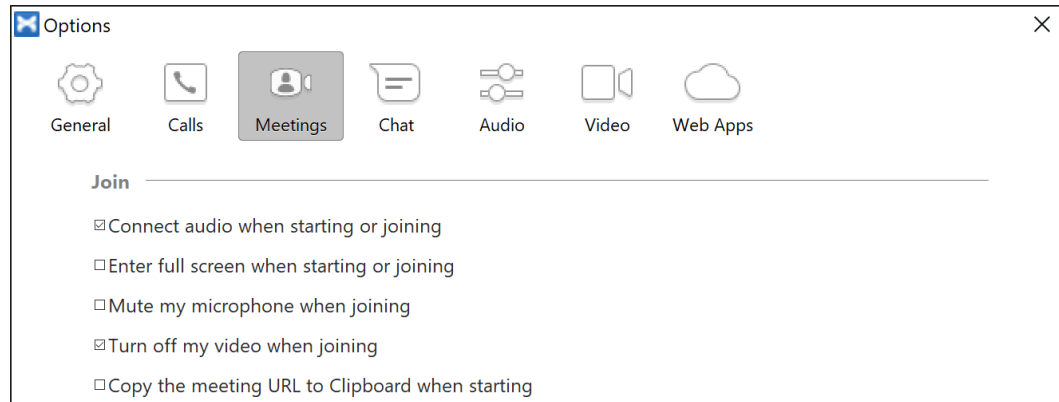 Options
General Calls Meetings Chat Audio Video Web Apps
Join
Connect audio when starting or joining
Enter full screen when starting or joining
Mute my microphone when joining
Turn off my video when joining
Copy the meeting URL to Clipboard when starting